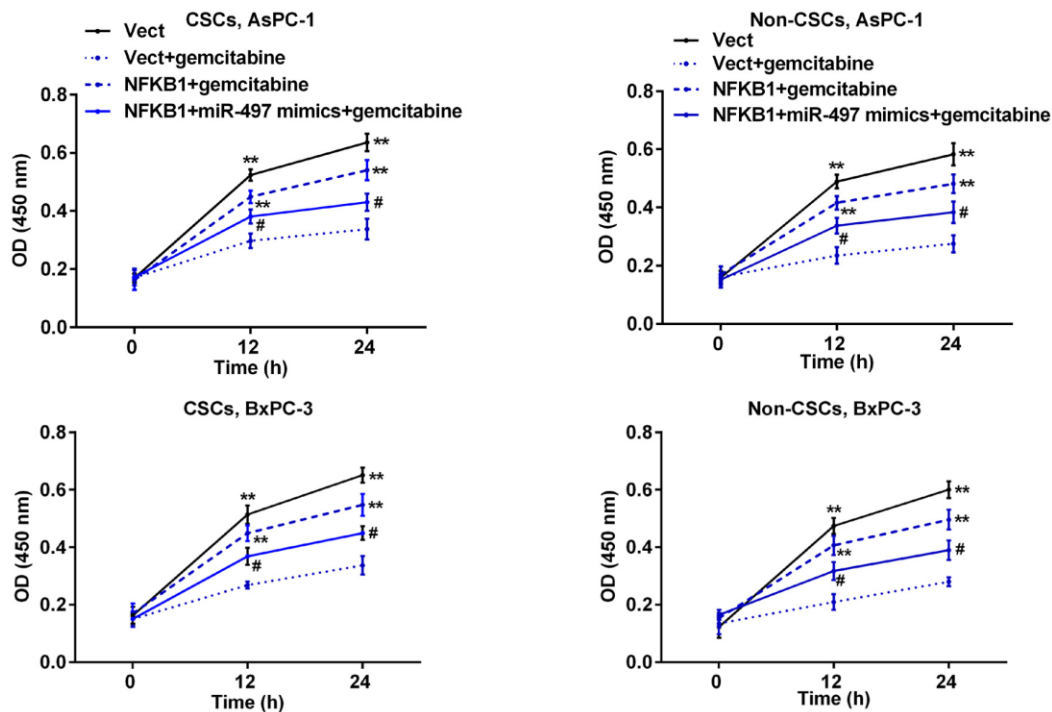 CSCs, AsPC-1
Vect
Vect+gemcitabine
NFKB1+gemcitabine
NFKB1+miR-497 mimics+gemcitabine
OD (450 nm)
0.8
0.6
0.4
0.2
0.0
**
**
**
**
#
#
0 12 24
Time (h)
Non-CSCs, AsPC-1
Vect
Vect+gemcitabine
NFKB1+gemcitabine
NFKB1+miR-497 mimics+gemcitabine
OD (450 nm)
0.8
0.6
0.4
0.2
0.0
**
**
**
**
#
#
0 12 24
Time (h)
CSCs, BxPC-3
OD (450 nm)
0.8
0.6
0.4
0.2
0.0
**
**
**
**
#
#
0 12 24
Time (h)
Non-CSCs, BxPC-3
OD (450 nm)
0.8
0.6
0.4
0.2
0.0
**
**
**
**
#
#
0 12 24
Time (h)